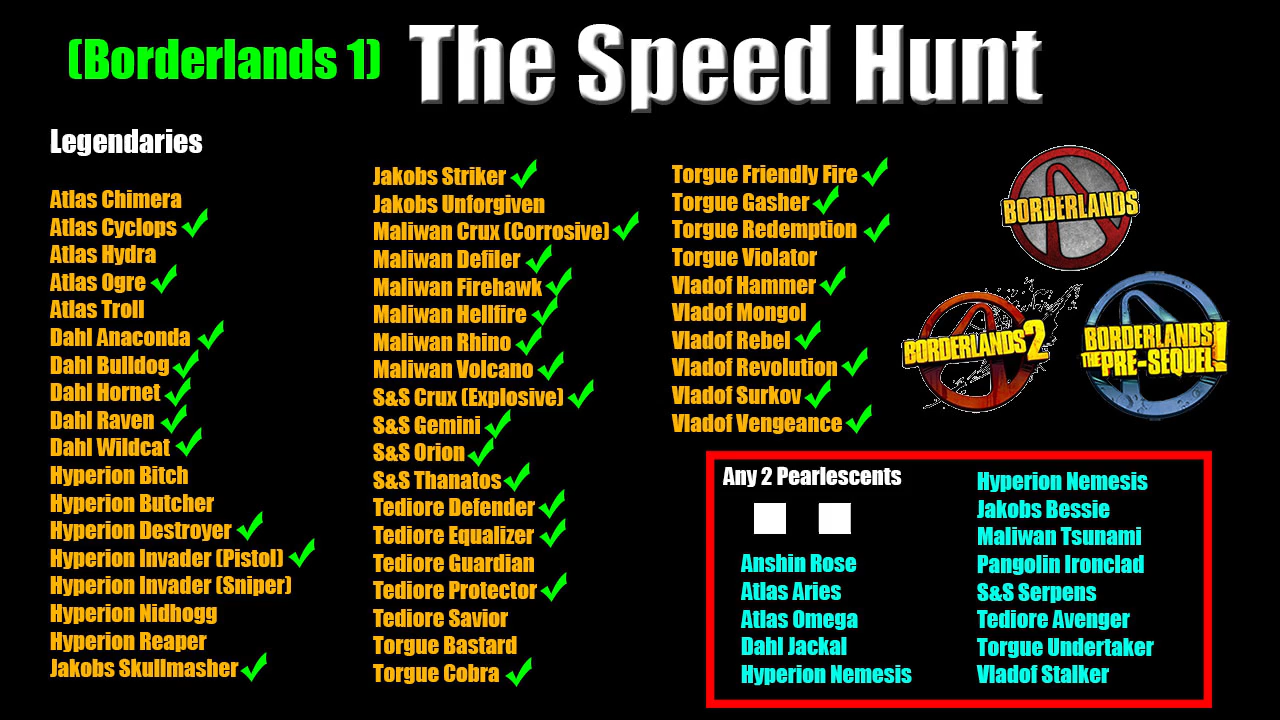 (Borderlands 1)
The Speed Hunt
Legendaries
Atlas Chimera
Atlas Cyclops
Atlas Hydra
Atlas Ogre
Atlas Troll
Dahl Anaconda
Dahl Bulldog
Dahl Hornet
Dahl Raven
Dahl Wildcat
Hyperion Bitch
Hyperion Butcher
Hyperion Destroyer
Hyperion Invader (Pistol)
Hyperion Invader (Sniper)
Hyperion Nidhogg
Hyperion Reaper
Jakobs Skullmasher
Jakobs Striker
Jakobs Unforgiven
Maliwan Crux (Corrosive)
Maliwan Defiler
Maliwan Firehawk
Maliwan Hellfire
Maliwan Rhino
Maliwan Volcano
S&S Crux (Explosive)
S&S Gemini
S&S Orion
S&S Thanatos
Tediore Defender
Tediore Equalizer
Tediore Guardian
Tediore Protector
Tediore Savior
Torgue Bastard
Torgue Cobra
Torgue Friendly Fire
Torgue Gasher
Torgue Redemption
Torgue Violator
Vladof Hammer
Vladof Mongol
Vladof Rebel
Vladof Revolution
Vladof Surkov
Vladof Vengeance
BORDERLANDS
BORDERLANDS 2
BORDERLANDS
THE PRE-SEQUEL!
Any 2 Pearlescents
Anshin Rose
Atlas Aries
Atlas Omega
Dahl Jackal
Hyperion Nemesis
Hyperion Nemesis
Jakobs Bessie
Maliwan Tsunami
Pangolin Ironclad
S&S Serpens
Tediore Avenger
Torgue Undertaker
Vladof Stalker